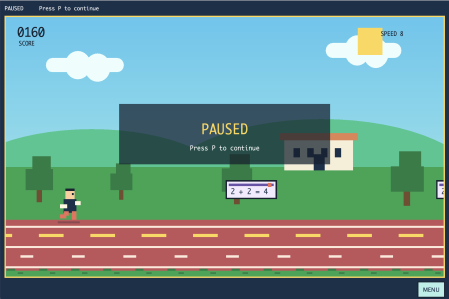 PAUSED Press P to continue
0160
SCORE
SPEED 8
PAUSED
Press P to continue
2 + 2 = 4
MENU